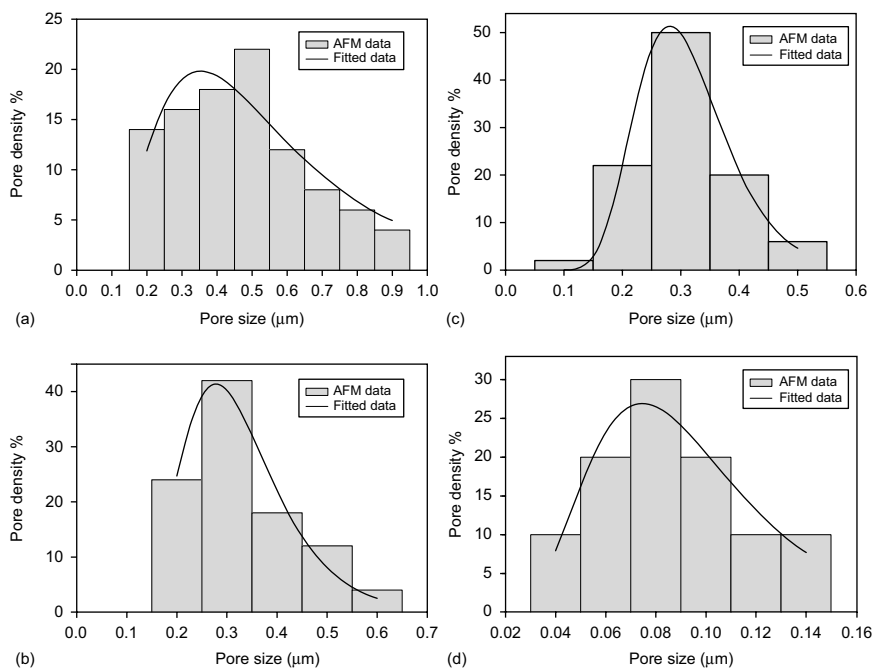 25
20
15
10
5
0
Pore density %
AFM data
Fitted data
0.0 0.1 0.2 0.3 0.4 0.5 0.6 0.7 0.8 0.9 1.0
Pore size (μm)
(a)
50
40
30
20
10
0
Pore density %
AFM data
Fitted data
0.0 0.1 0.2 0.3 0.4 0.5 0.6
Pore size (μm)
(c)
40
30
20
10
0
Pore density %
AFM data
Fitted data
0.0 0.1 0.2 0.3 0.4 0.5 0.6 0.7
Pore size (μm)
(b)
30
25
20
15
10
5
0
Pore density %
AFM data
Fitted data
0.02 0.04 0.06 0.08 0.10 0.12 0.14 0.16
Pore size (μm)
(d)